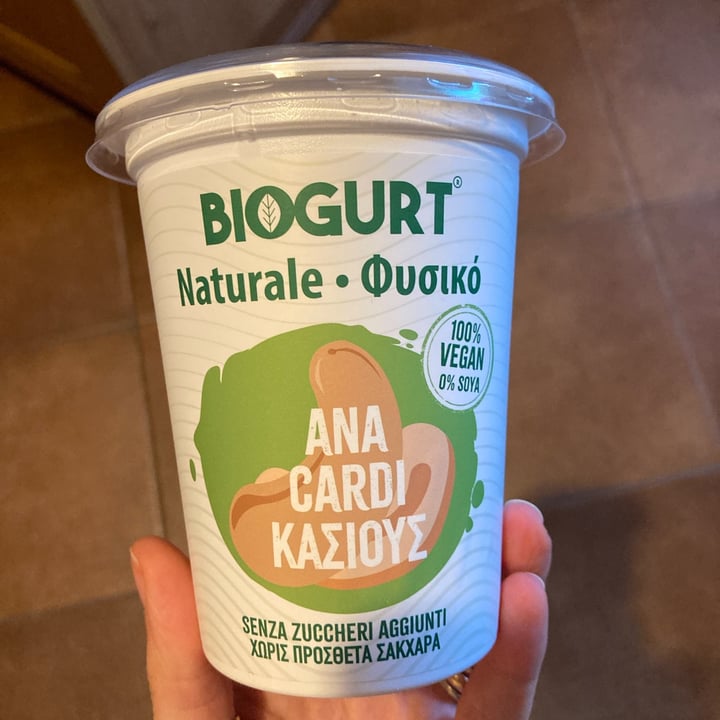 BIOGURT®
Naturale • Φυσικό
100%
VEGAN
0% SOYA
ANA
CARDI
ΚΑΣΙΟΥΣ
SENZA ZUCCHERI AGGIUNTI
ΧΩΡΙΣ ΠΡΟΣΘΕΤΑ ΣΑΚΧΑΡΑ